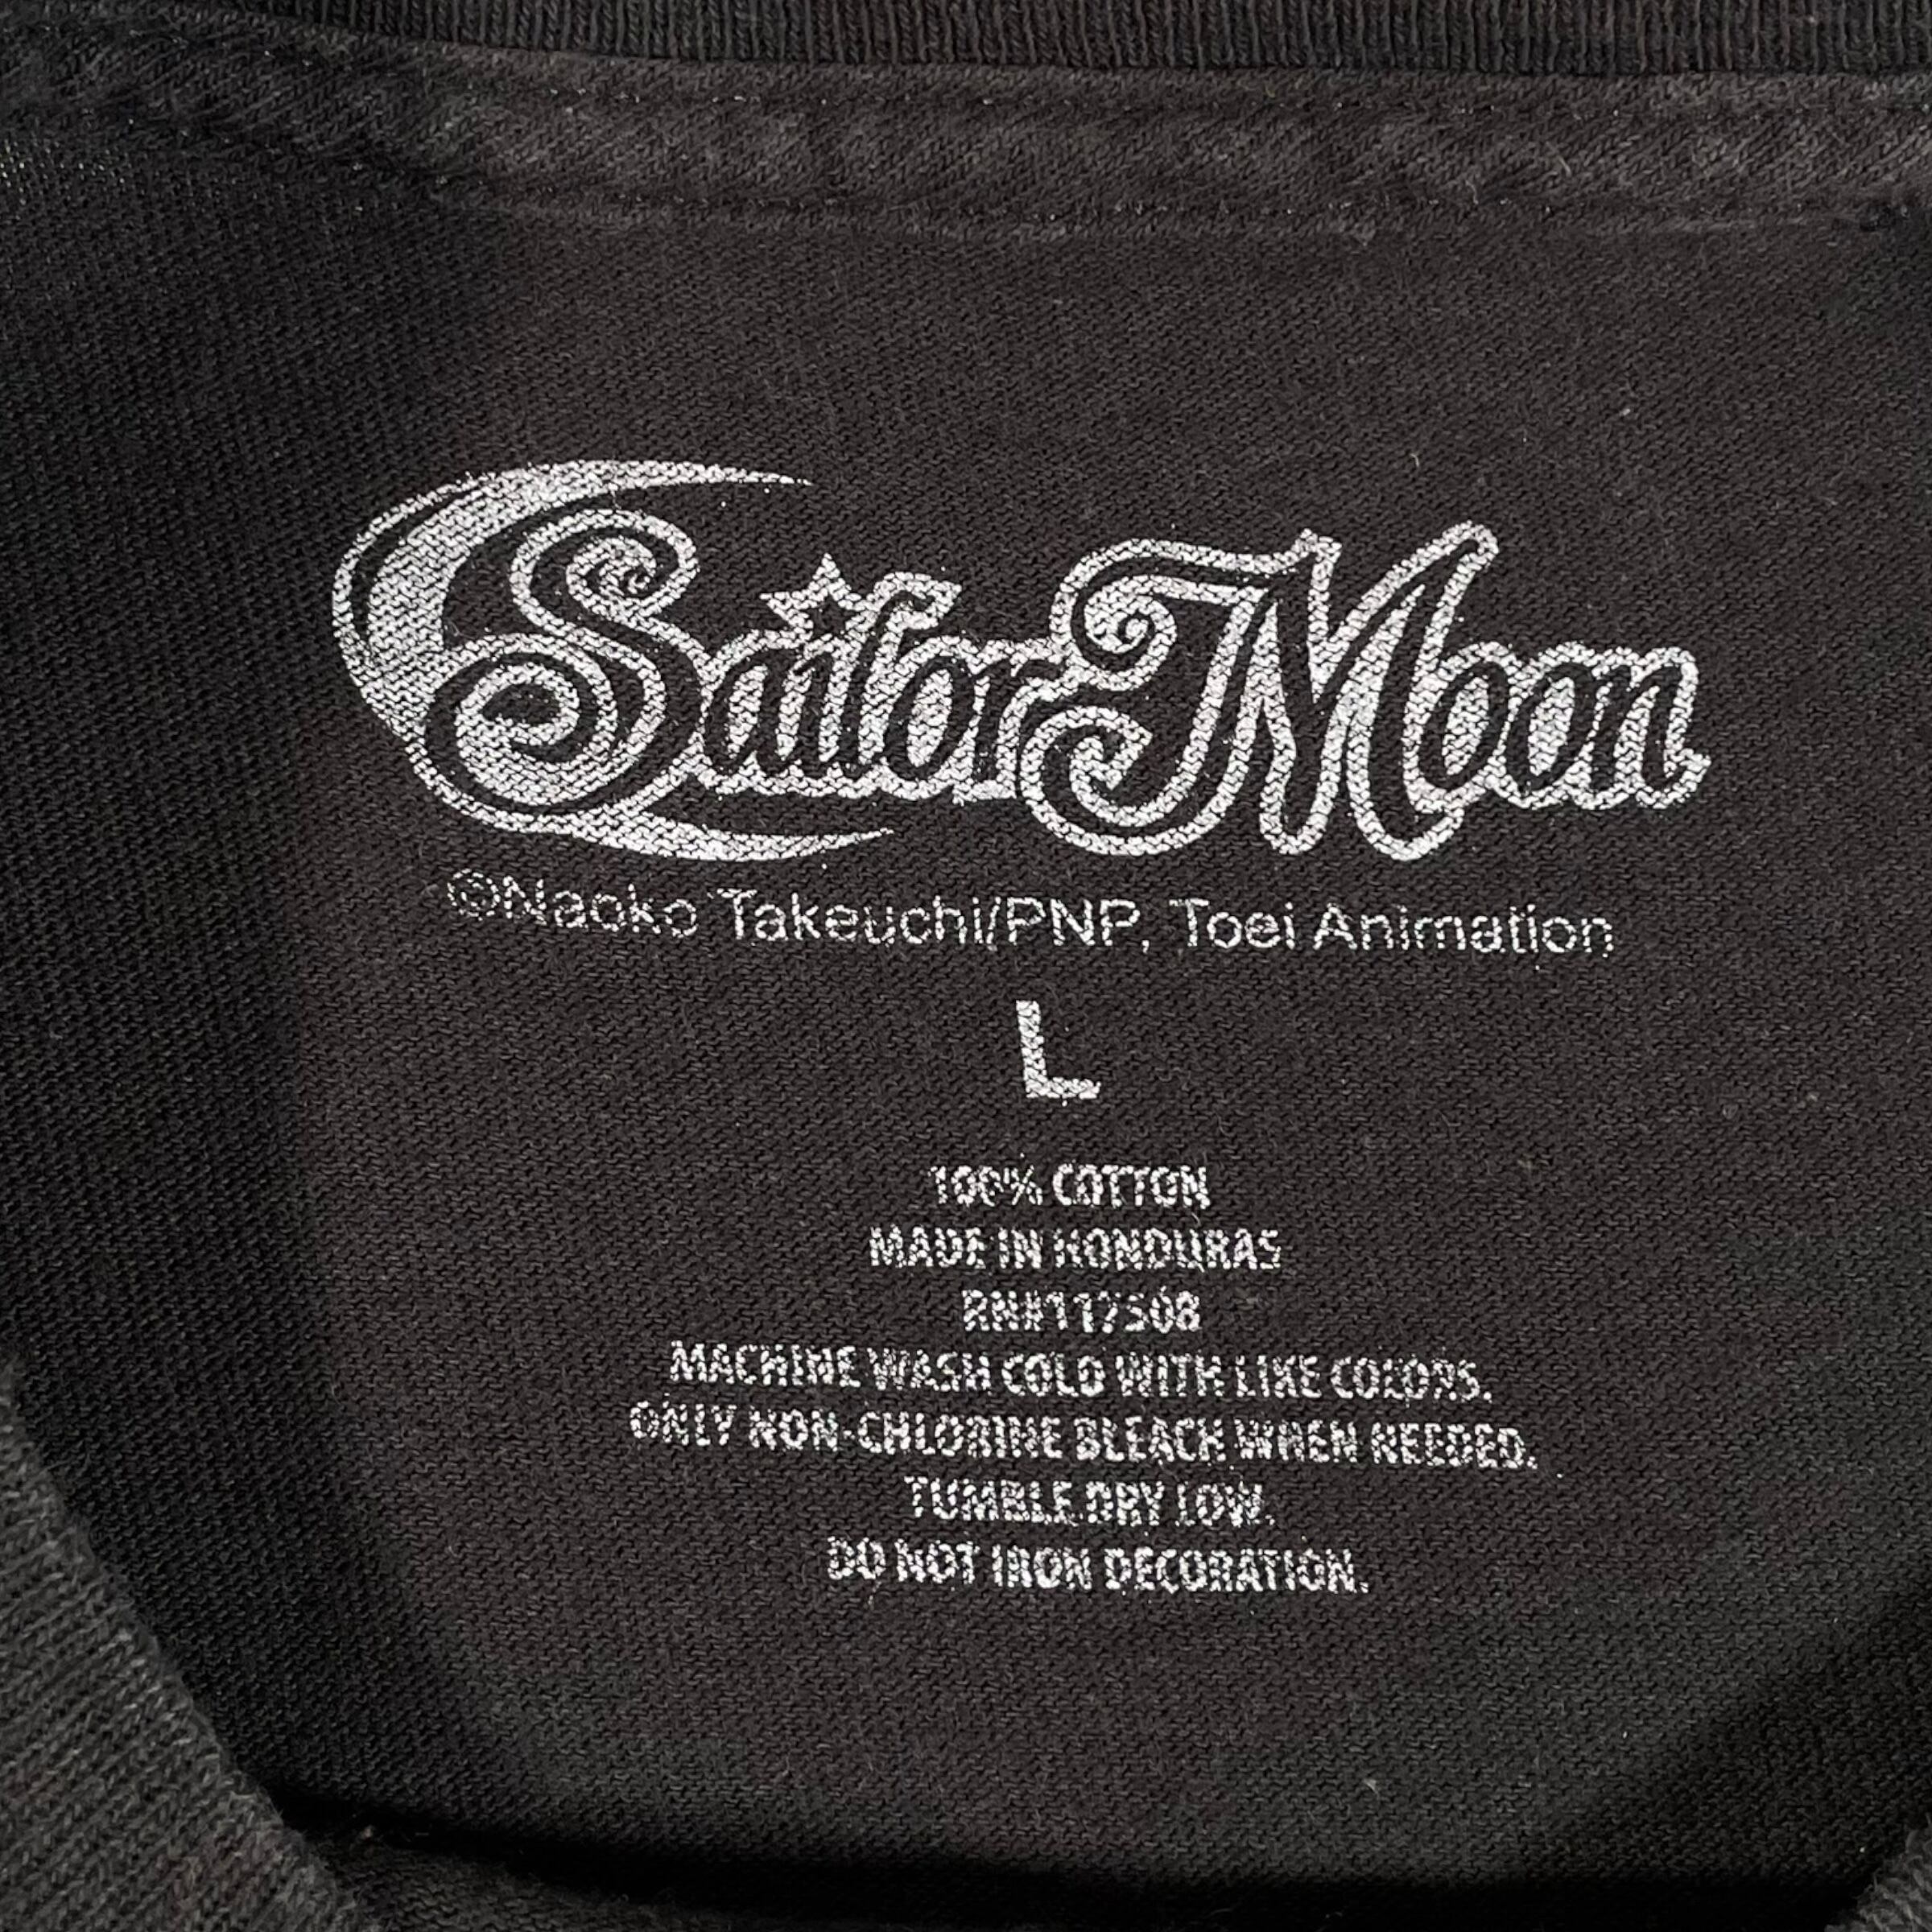 Sailor Moon
©Naoko Takeuchi/PNP, Toei Animation
L
100% COTTON
MADE IN HONDURAS
RN#117508
MACHINE WASH COLD WITH LIKE COLORS.
ONLY NON-CHLORINE BLEACH WHEN NEEDED.
TUMBLE DRY LOW.
DO NOT IRON DECORATION.